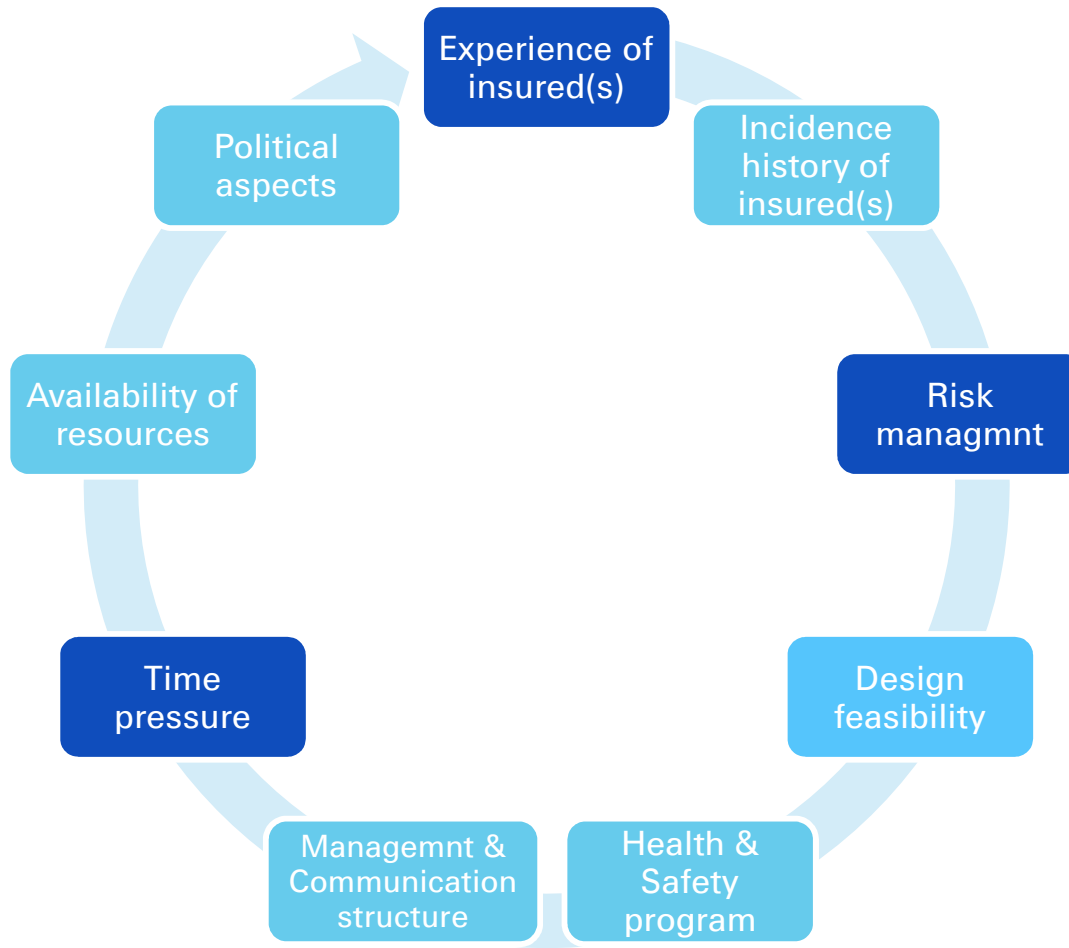 Experience of
insured(s)
Incidence
history of
insured(s)
Risk
managmnt
Design
feasibility
Health &
Safety
program
Managemnt &
Communication
structure
Time
pressure
Availability of
resources
Political
aspects